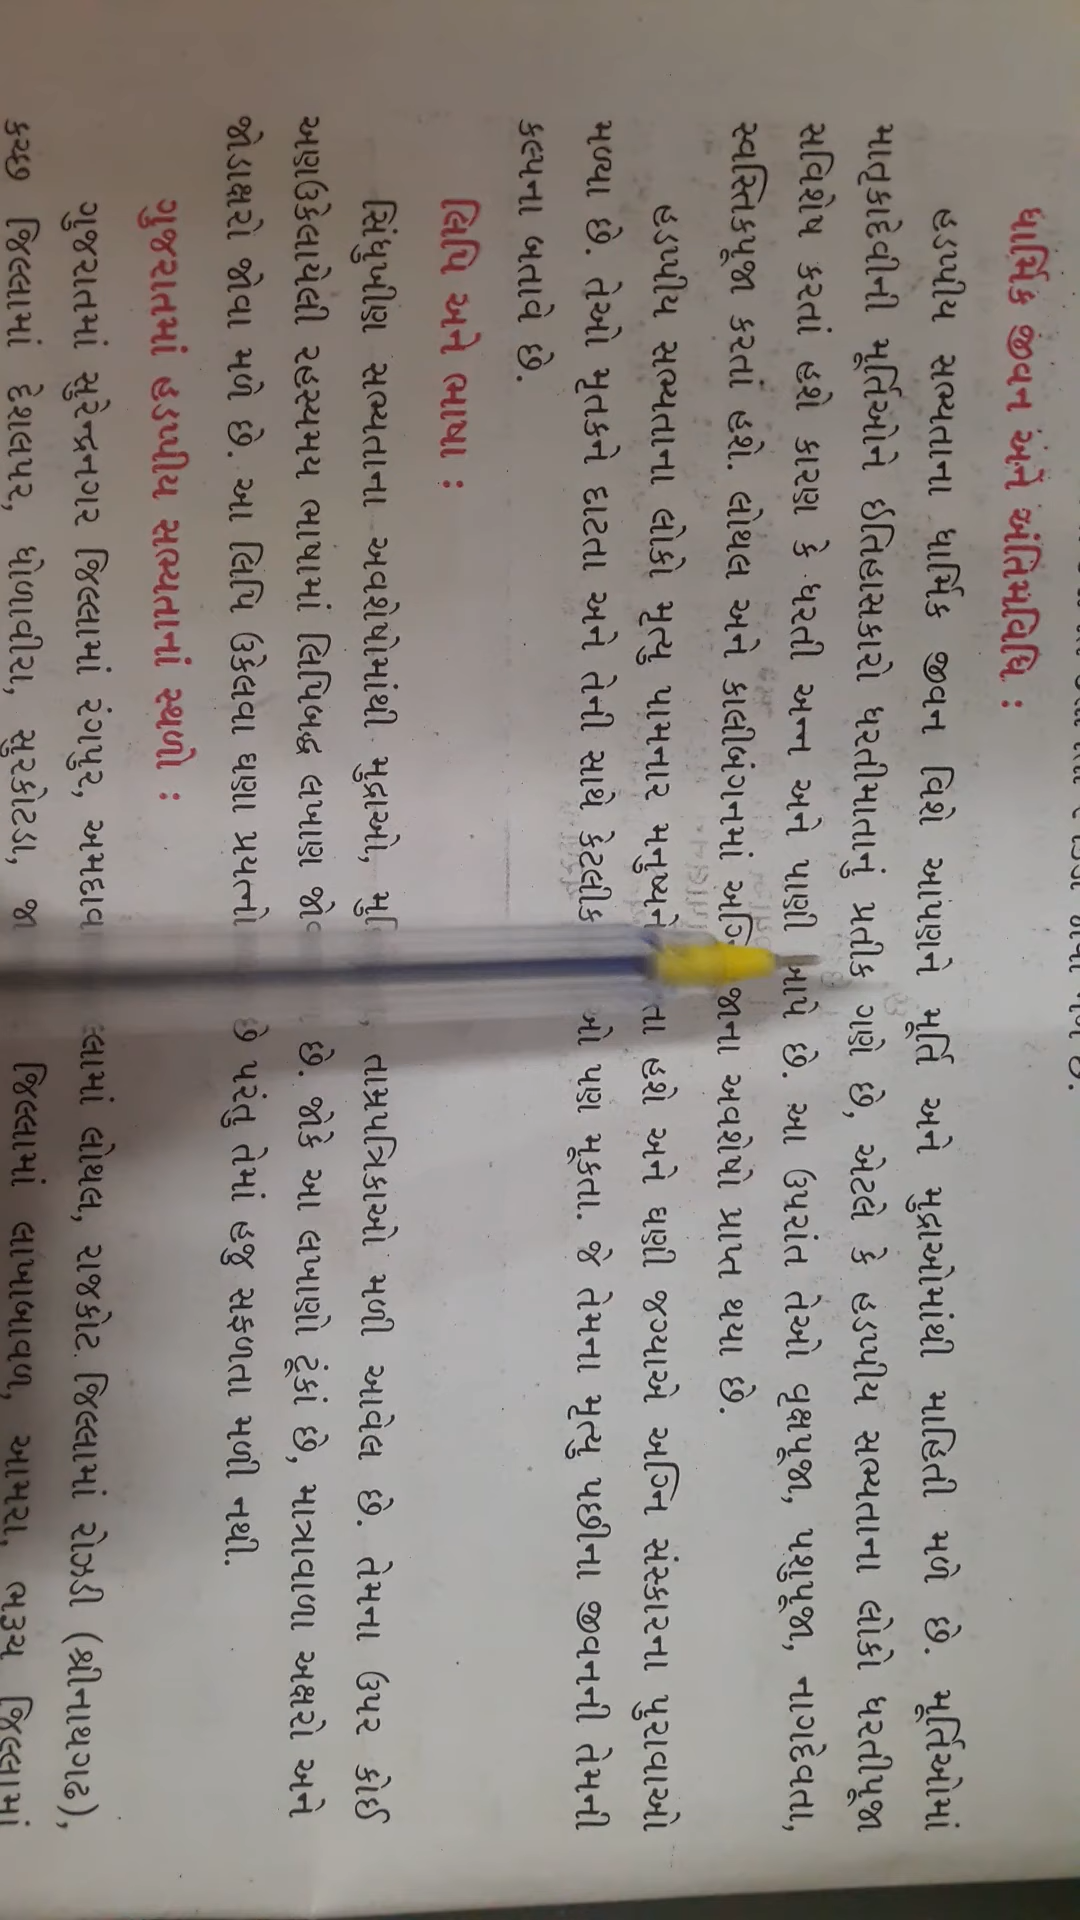 ધાર્મિક જીવન અને અંતિમવિધિ :
હડપ્પીય સભ્યતાના ધાર્મિક જીવન વિશે આપણને મૂર્તિ અને મુદ્રાઓમાંથી માહિતી મળે છે. મૂર્તિઓમાં
માતૃકાદેવીની મૂર્તિઓને ઈતિહાસકારો ધરતીમાતાનું પ્રતીક ગણે છે, એટલે કે હડપ્પીય સભ્યતાના લોકો ધરતીપૂજા
સવિશેષ કરતાં હશે કારણ કે ધરતી અન્ન અને પાણી આપે છે. આ ઉપરાંત તેઓ વૃક્ષપૂજા, પશુપૂજા, નાગદેવતા,
સ્વસ્તિકપૂજા કરતાં હશે. લોથલ અને કાલીબંગનમાં અવશેષો પ્રાપ્ત થયા છે.
હડપ્પીય સભ્યતાના લોકો મૃત્યુ પામનાર મનુષ્યને હશે અને ઘણી જગ્યાએ અગ્નિ સંસ્કારના પુરાવાઓ
મળ્યા છે. તેઓ મૃતકને દાટતા અને તેની સાથે કેટલીક પણ મૂકતા. જે તેમના મૃત્યુ પછીના જીવનની તેમની
કલ્પના બતાવે છે.
લિપિ અને ભાષા :
સિંધુખીણ સભ્યતાના અવશેષોમાંથી મુદ્રાઓ, તામ્રપત્રિકાઓ મળી આવેલ છે. તેમના ઉપર કોઈ
અણઉકેલાયેલી રહસ્યમય ભાષામાં લિપિબદ્ધ લખાણ છે. જોકે આ લખાણો ટૂંકાં છે, માત્રાવાળા અક્ષરો અને
જોડાક્ષરો જોવા મળે છે. આ લિપિ ઉકેલવા ઘણા પ્રયત્નો છે પરંતુ તેમાં હજુ સફળતા મળી નથી.
ગુજરાતમાં હડપ્પીય સભ્યતાનાં સ્થળો :
ગુજરાતમાં સુરેન્દ્રનગર જિલ્લામાં રંગપુર, લોથલ, રાજકોટ જિલ્લામાં રોઝડી (શ્રીનાથગઢ),
કચ્છ જિલ્લામાં દેશલપર, ધોળાવીરા, સૂરકોટડા, જિલ્લામાં લાખાબાવળ, આમરા, ભરૂચ જિલ્લામાં